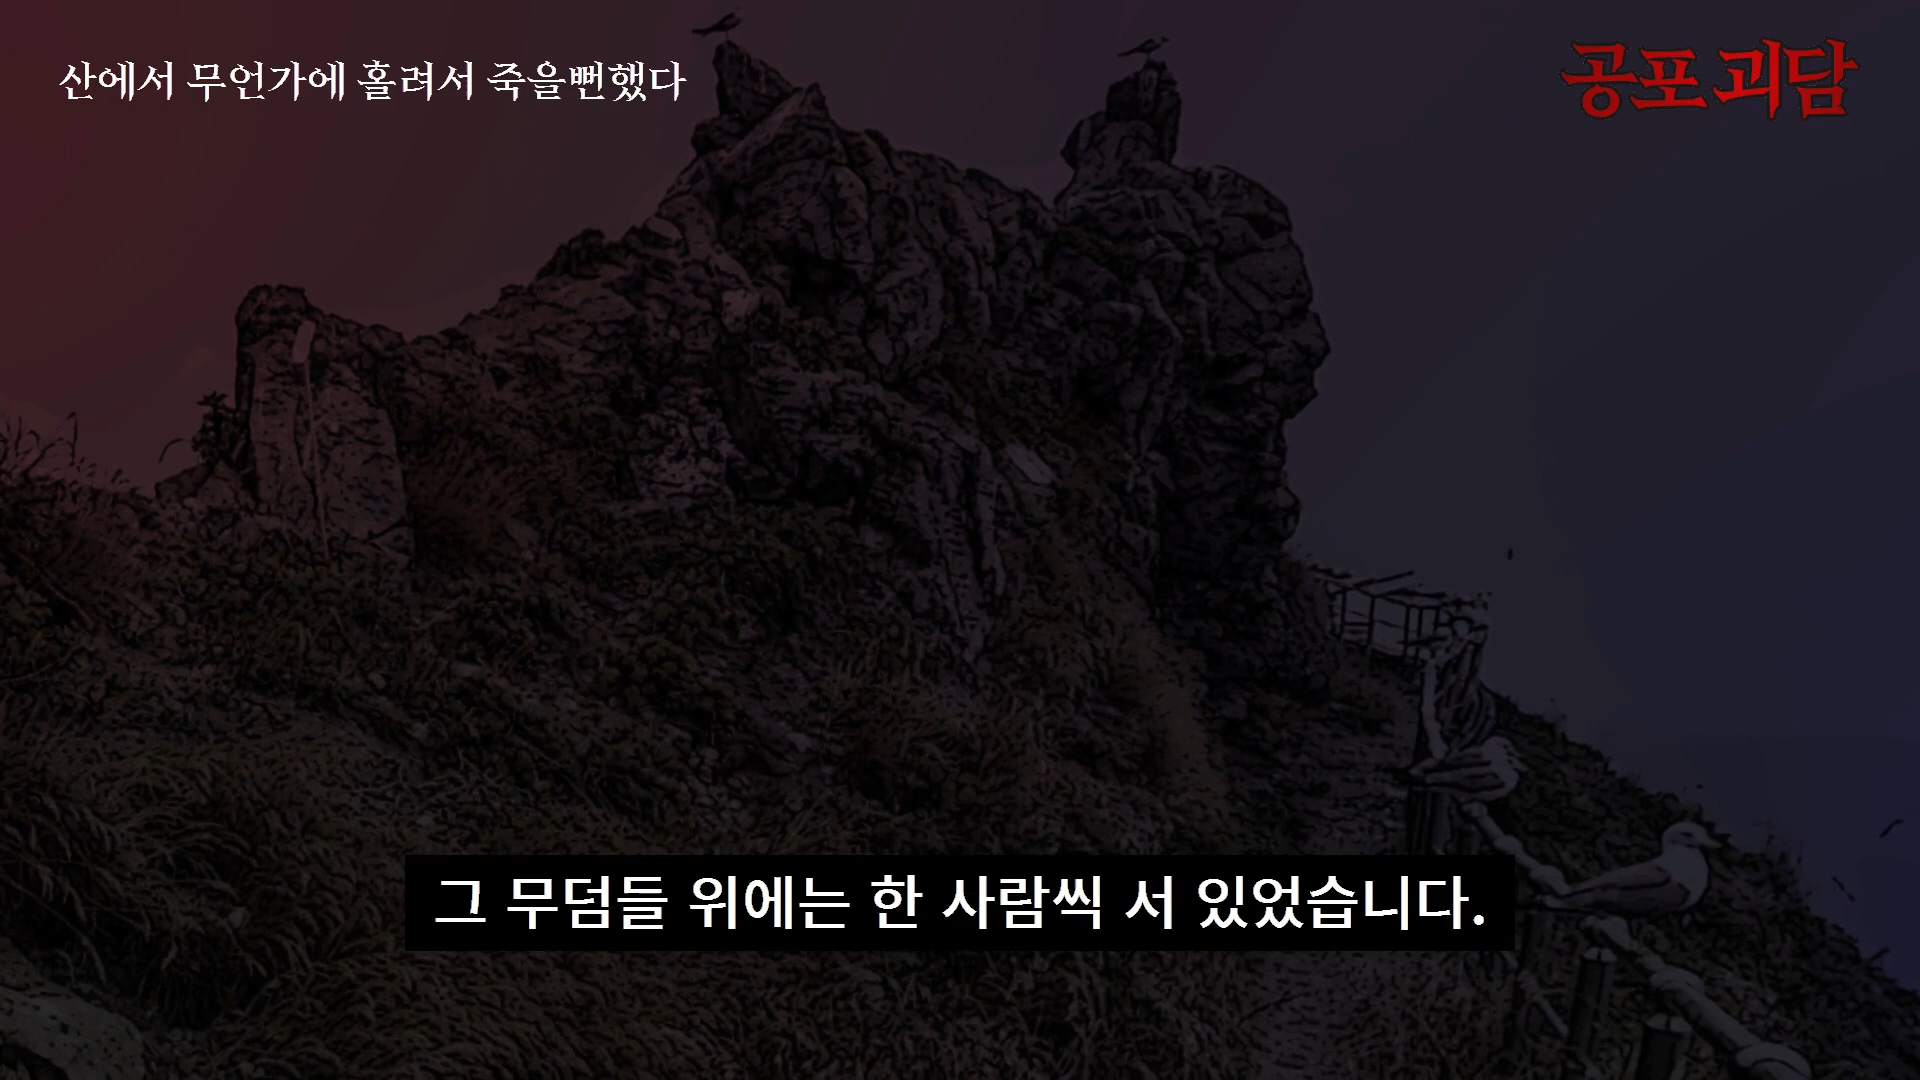 산에서 무언가에 홀려서 죽을뻔했다
공포괴담
그 무덤들 위에는 한 사람씩 서 있었습니다.